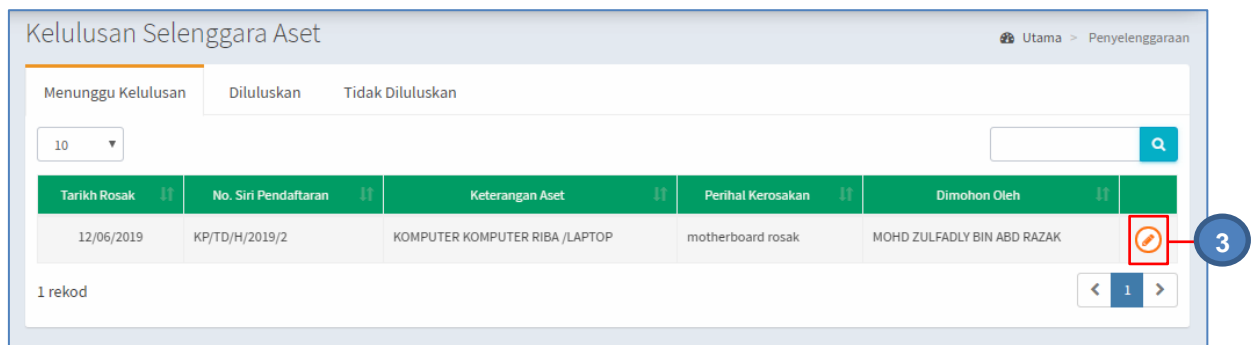 Kelulusan Selenggara Aset
Utama > Penyelenggaraan
Menunggu Kelulusan Diluluskan Tidak Diluluskan
10
Tarikh Rosak No. Siri Pendaftaran Keterangan Aset Perihal Kerosakan Dimohon Oleh
12/06/2019 KP/TD/H/2019/2 KOMPUTER KOMPUTER RIBA /LAPTOP motherboard rosak MOHD ZULFADLY BIN ABD RAZAK
3
1 rekod
< 1 >